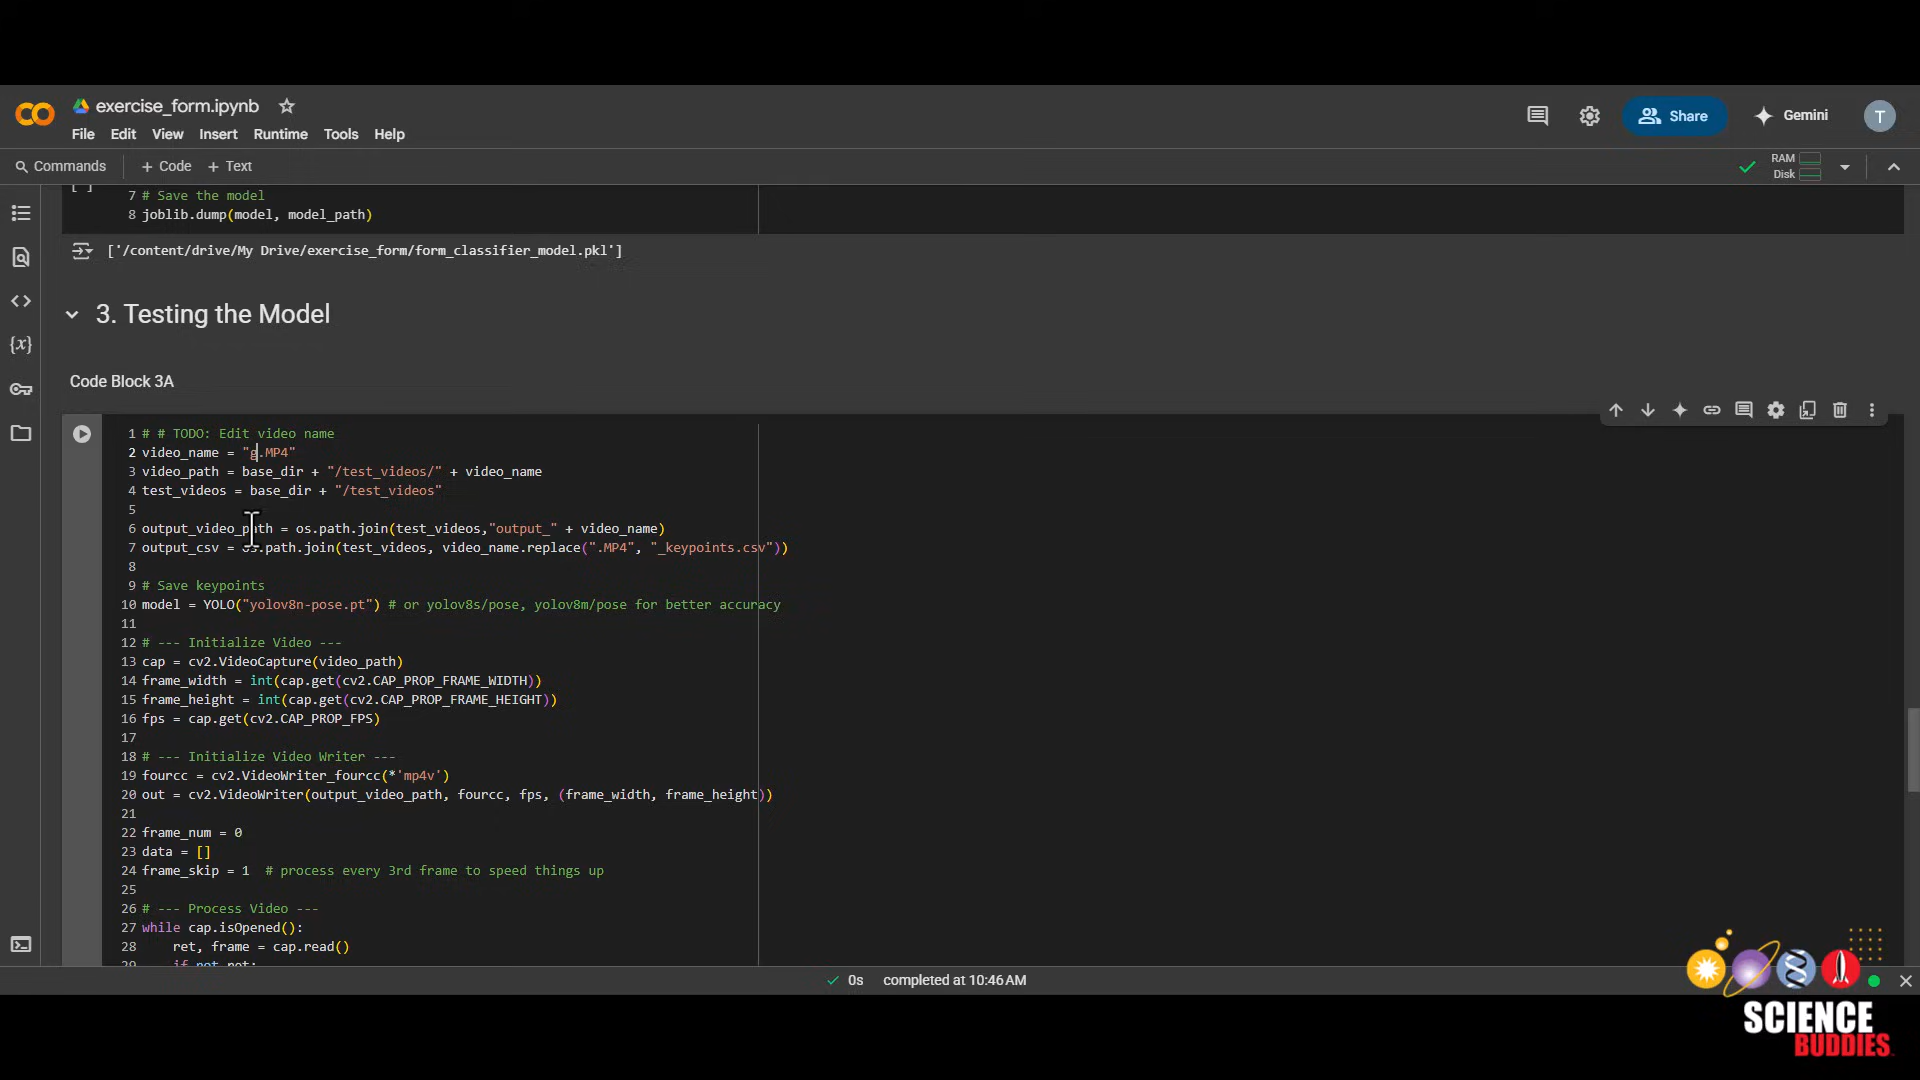 exercise_form.ipynb
File Edit View Insert Runtime Tools Help
Share
Gemini
T
Commands + Code + Text
RAM
Disk
[ ]
7 # Save the model
8 joblib.dump(model, model_path)
['/content/drive/My Drive/exercise_form/form_classifier_model.pkl']
3. Testing the Model
Code Block 3A
1 # # TODO: Edit video name
2 video_name = "g.MP4"
3 video_path = base_dir + "/test_videos/" + video_name
4 test_videos = base_dir + "/test_videos"
5
6 output_video_path = os.path.join(test_videos,"output_" + video_name)
7 output_csv = os.path.join(test_videos, video_name.replace(".MP4", "_keypoints.csv"))
8
9 # Save keypoints
10 model = YOLO("yolov8n-pose.pt") # or yolov8s/pose, yolov8m/pose for better accuracy
11
12 # --- Initialize Video ---
13 cap = cv2.VideoCapture(video_path)
14 frame_width = int(cap.get(cv2.CAP_PROP_FRAME_WIDTH))
15 frame_height = int(cap.get(cv2.CAP_PROP_FRAME_HEIGHT))
16 fps = cap.get(cv2.CAP_PROP_FPS)
17
18 # --- Initialize Video Writer ---
19 fourcc = cv2.VideoWriter_fourcc(*'mp4v')
20 out = cv2.VideoWriter(output_video_path, fourcc, fps, (frame_width, frame_height))
21
22 frame_num = 0
23 data = []
24 frame_skip = 1  # process every 3rd frame to speed things up
25
26 # --- Process Video ---
27 while cap.isOpened():
28     ret, frame = cap.read()
29     if not ret:
0s completed at 10:46 AM
SCIENCE
BUDDIES